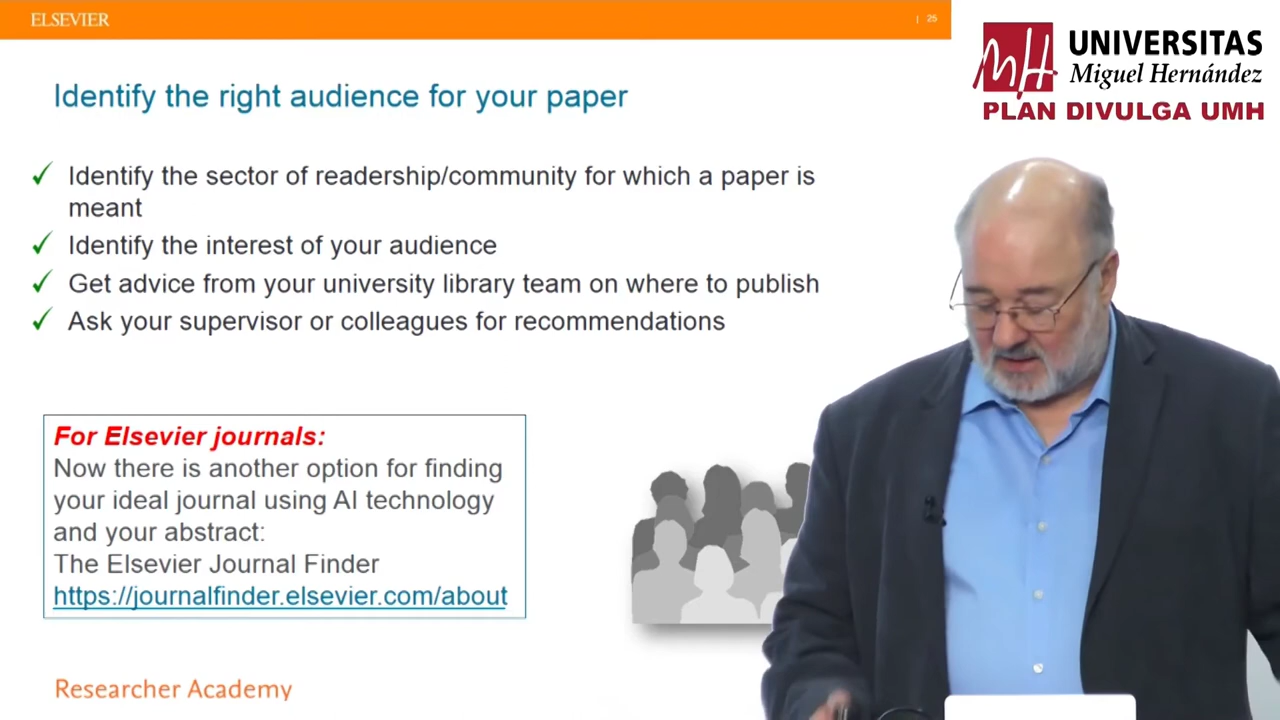 ELSEVIER
| 25
UNIVERSITAS
Miguel Hernández
PLAN DIVULGA UMH
Identify the right audience for your paper
✓ Identify the sector of readership/community for which a paper is
meant
✓ Identify the interest of your audience
✓ Get advice from your university library team on where to publish
✓ Ask your supervisor or colleagues for recommendations
For Elsevier journals:
Now there is another option for finding
your ideal journal using AI technology
and your abstract:
The Elsevier Journal Finder
https://journalfinder.elsevier.com/about
Researcher Academy